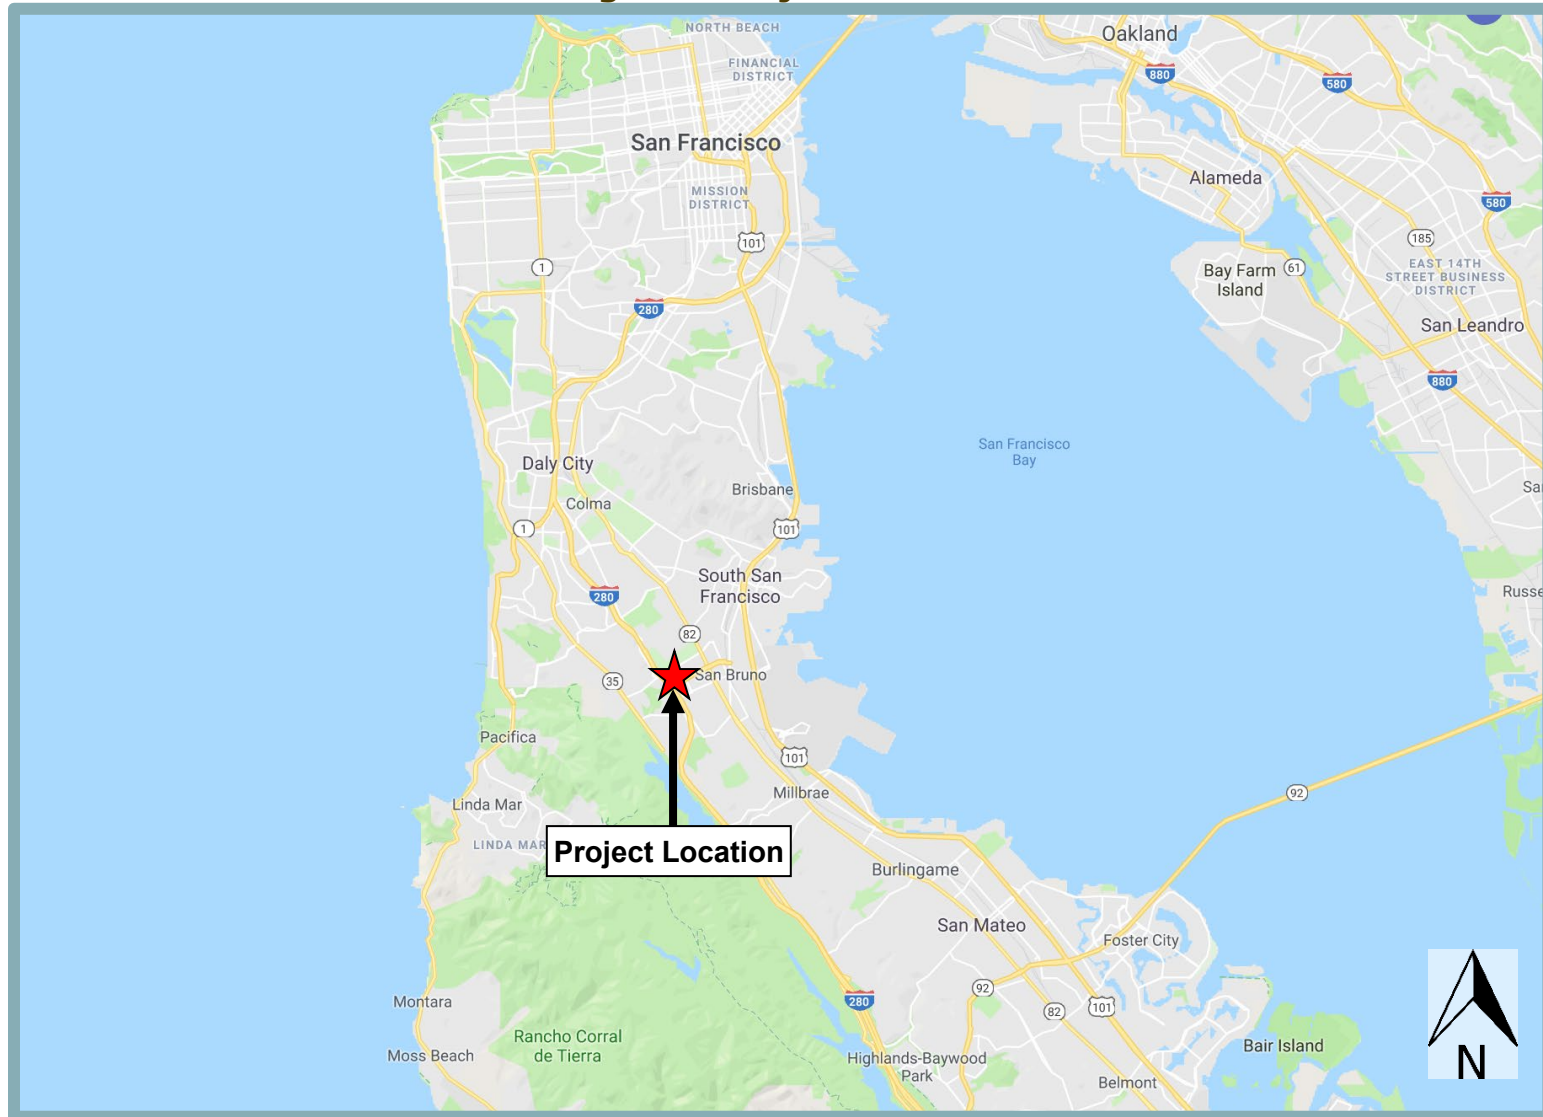 NORTH BEACH
Oakland
FINANCIAL
DISTRICT
880
580
San Francisco
Alameda
MISSION
DISTRICT
580
101
185
1
Bay Farm
Island
61
EAST 14TH
STREET BUSINESS
DISTRICT
280
San Leandro
880
San Francisco
Bay
Daly City
Brisbane
Colma
1
101
South San
Francisco
280
82
35
San Bruno
Pacifica
101
Millbrae
92
Linda Mar
LINDA MAR
Project Location
Burlingame
San Mateo
Foster City
92
280
82
101
Montara
Rancho Corral
de Tierra
Moss Beach
Highlands-Baywood
Park
Bair Island
Belmont
N